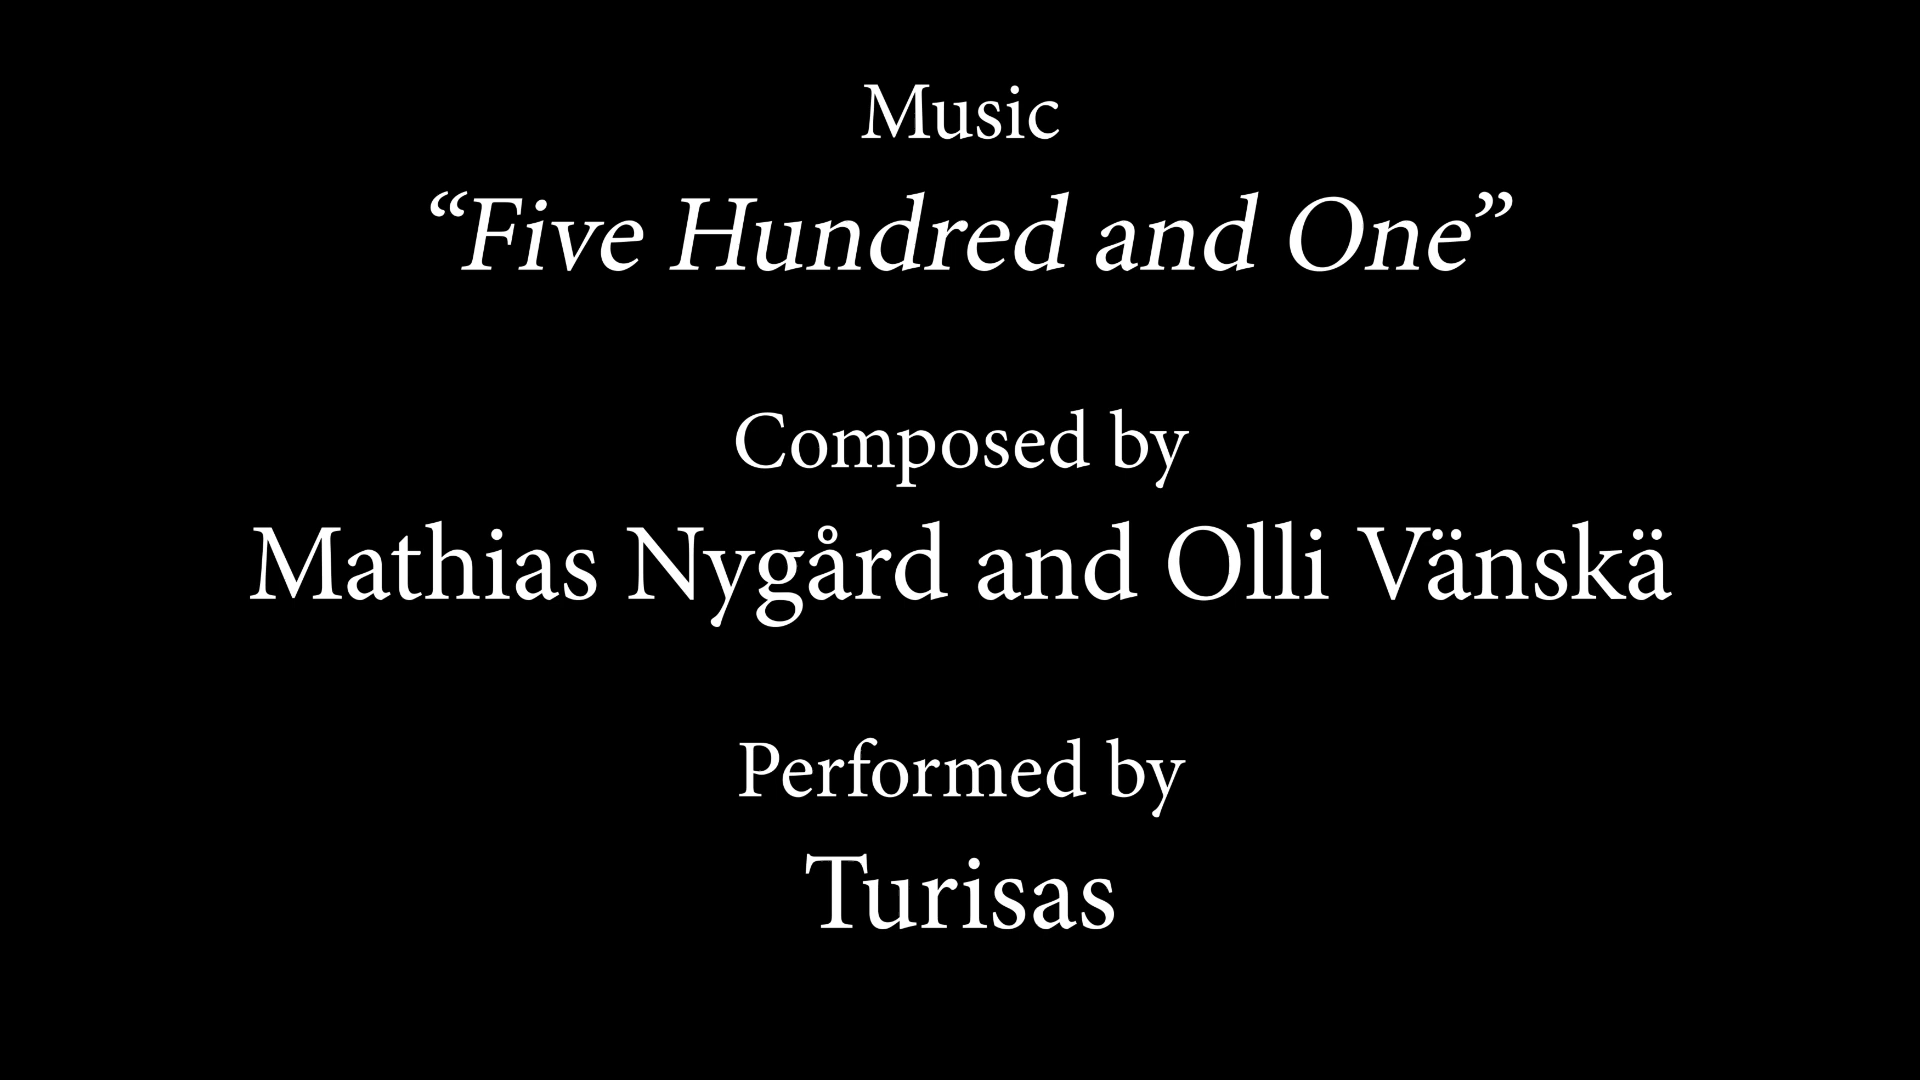 Music
“Five Hundred and One”
Composed by
Mathias Nygård and Olli Vänskä
Performed by
Turisas